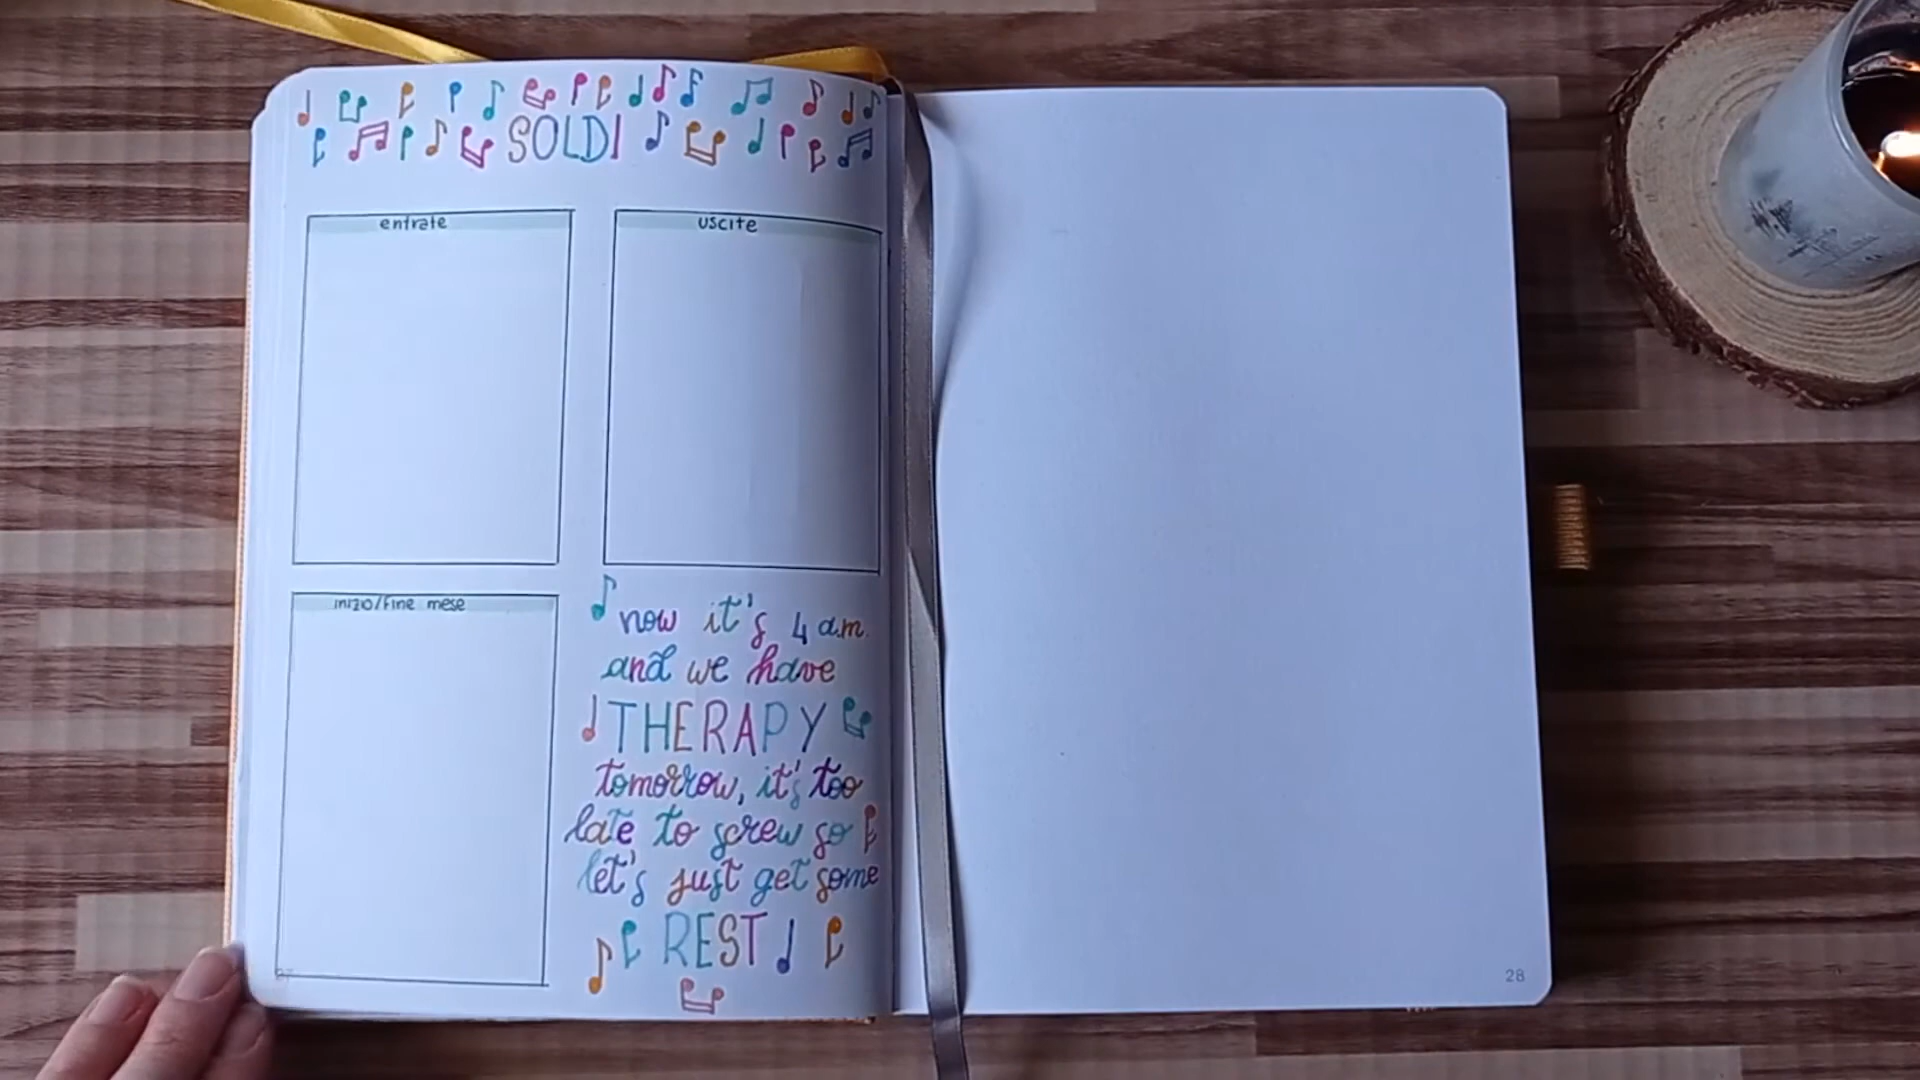 SOLDI
entrate
uscite
inizio/fine mese
now it's 4 a.m.
and we have
THERAPY
tomorrow, it's too
late to screw so
let's just get some
REST
28